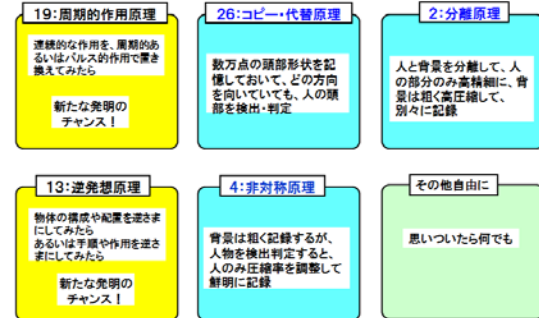 19:周期的作用原理
連続的な作用を、周期的あ
るいはパルス的作用で置き
換えてみたら
新たな発明の
チャンス！
26:コピー・代替原理
数万点の頭部形状を記
憶しておいて、どの方向
を向いていても、人の頭
部を検出・判定
2:分離原理
人と背景を分離して、人
の部分のみ高精細に、背
景は粗く高圧縮して、
別々に記録
13:逆発想原理
物体の構成や配置を逆さま
にしてみたら
あるいは手順や作用を逆さ
まにしてみたら
新たな発明の
チャンス！
4:非対称原理
背景は粗く記録するが、
人物を検出判定すると、
人のみ圧縮率を調整して
鮮明に記録
その他自由に
思いついたら何でも